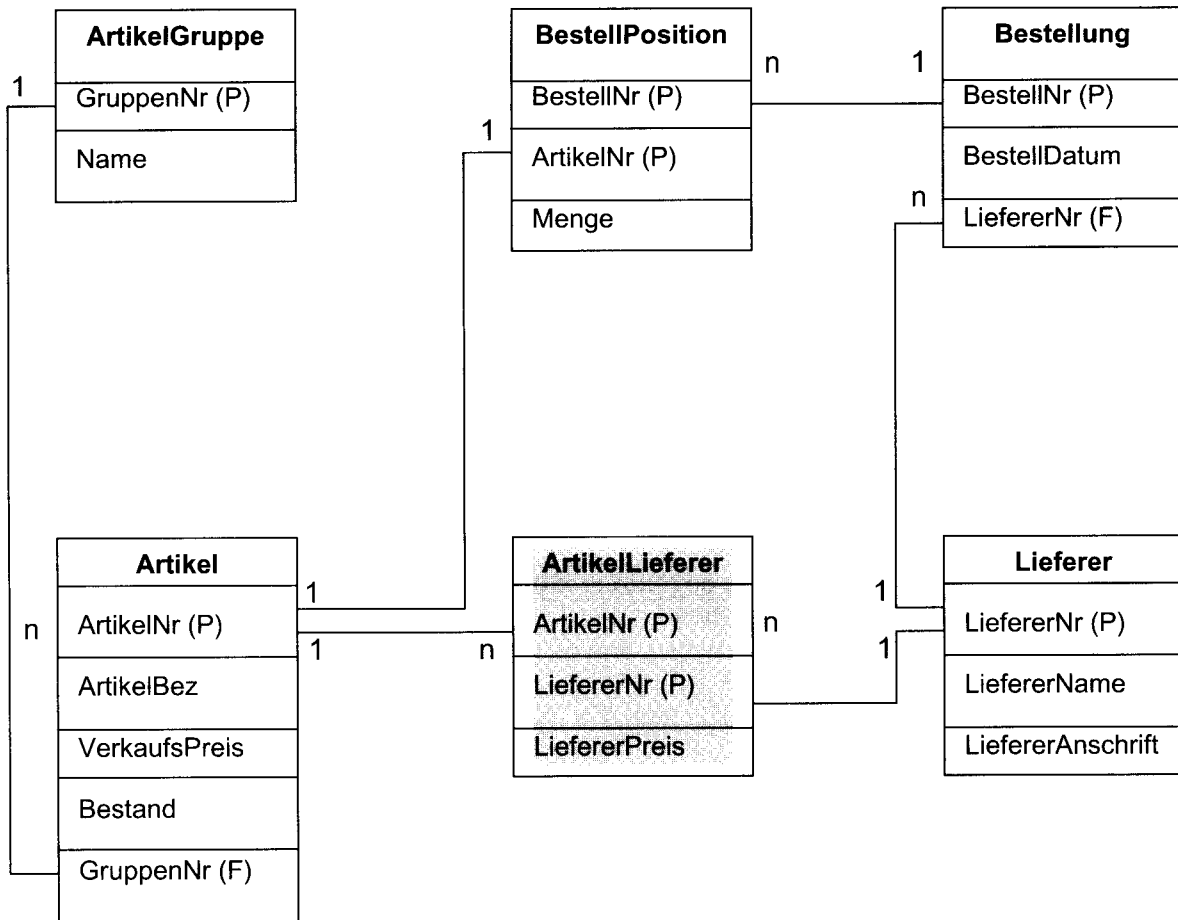 ArtikelGruppe
1
GruppenNr (P)
Name
BestellPosition
n
BestellNr (P)
1
ArtikelNr (P)
Menge
Bestellung
1
BestellNr (P)
BestellDatum
n
LiefererNr (F)
Artikel
1
ArtikelNr (P)
n
1
ArtikelBez
VerkaufsPreis
Bestand
GruppenNr (F)
ArtikelLieferer
ArtikelNr (P)
n
n
LiefererNr (P)
LiefererPreis
Lieferer
1
LiefererNr (P)
1
LiefererName
LiefererAnschrift